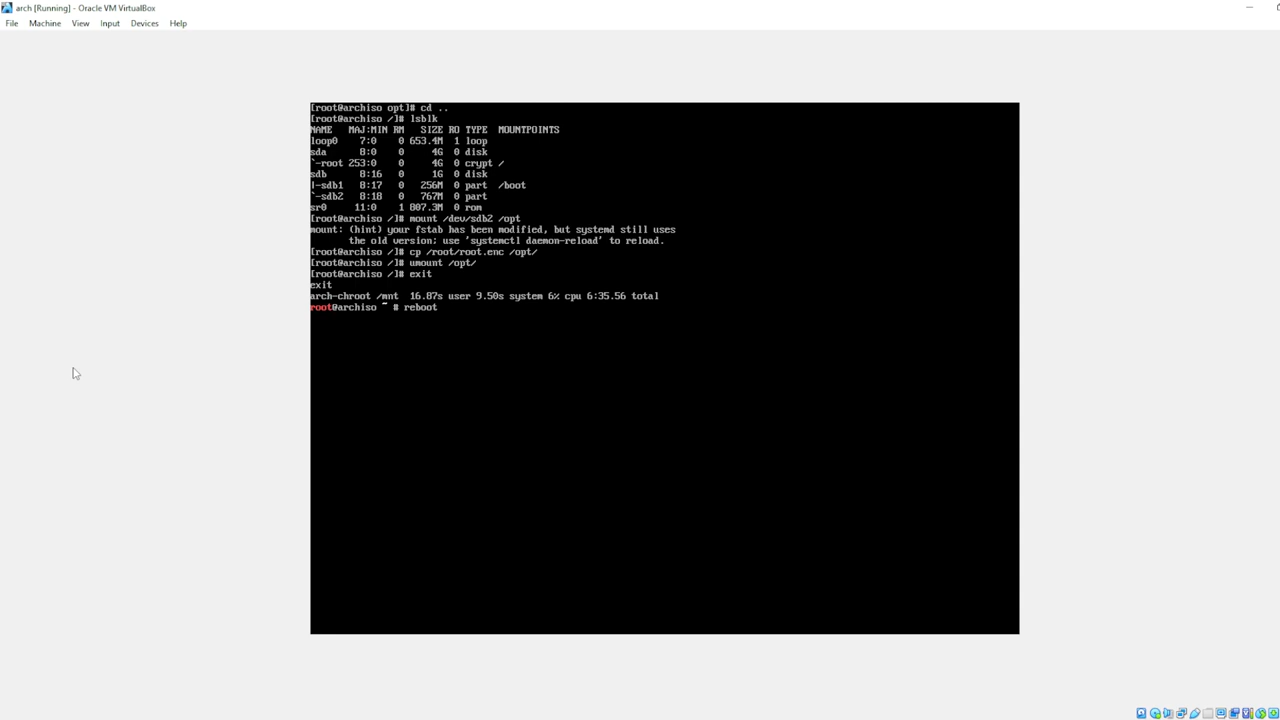 arch [Running] - Oracle VM VirtualBox
File Machine View Input Devices Help
[root@archiso opt]# cd ..
[root@archiso /]# lsblk
NAME MAJ:MIN RM SIZE RO TYPE MOUNTPOINTS
loop0 7:0 0 653.4M 1 loop
sda 8:0 0 4G 0 disk
`-root 253:0 0 4G 0 crypt /
sdb 8:16 0 1G 0 disk
|-sdb1 8:17 0 256M 0 part /boot
`-sdb2 8:18 0 767M 0 part
sr0 11:0 1 807.3M 0 rom
[root@archiso /]# mount /dev/sdb2 /opt
mount: (hint) your fstab has been modified, but systemd still uses
the old version; use 'systemctl daemon-reload' to reload.
[root@archiso /]# cp /root/root.enc /opt/
[root@archiso /]# umount /opt/
[root@archiso /]# exit
exit
arch-chroot /mnt 16.87s user 9.50s system 6% cpu 6:35.56 total
root@archiso ~ # reboot